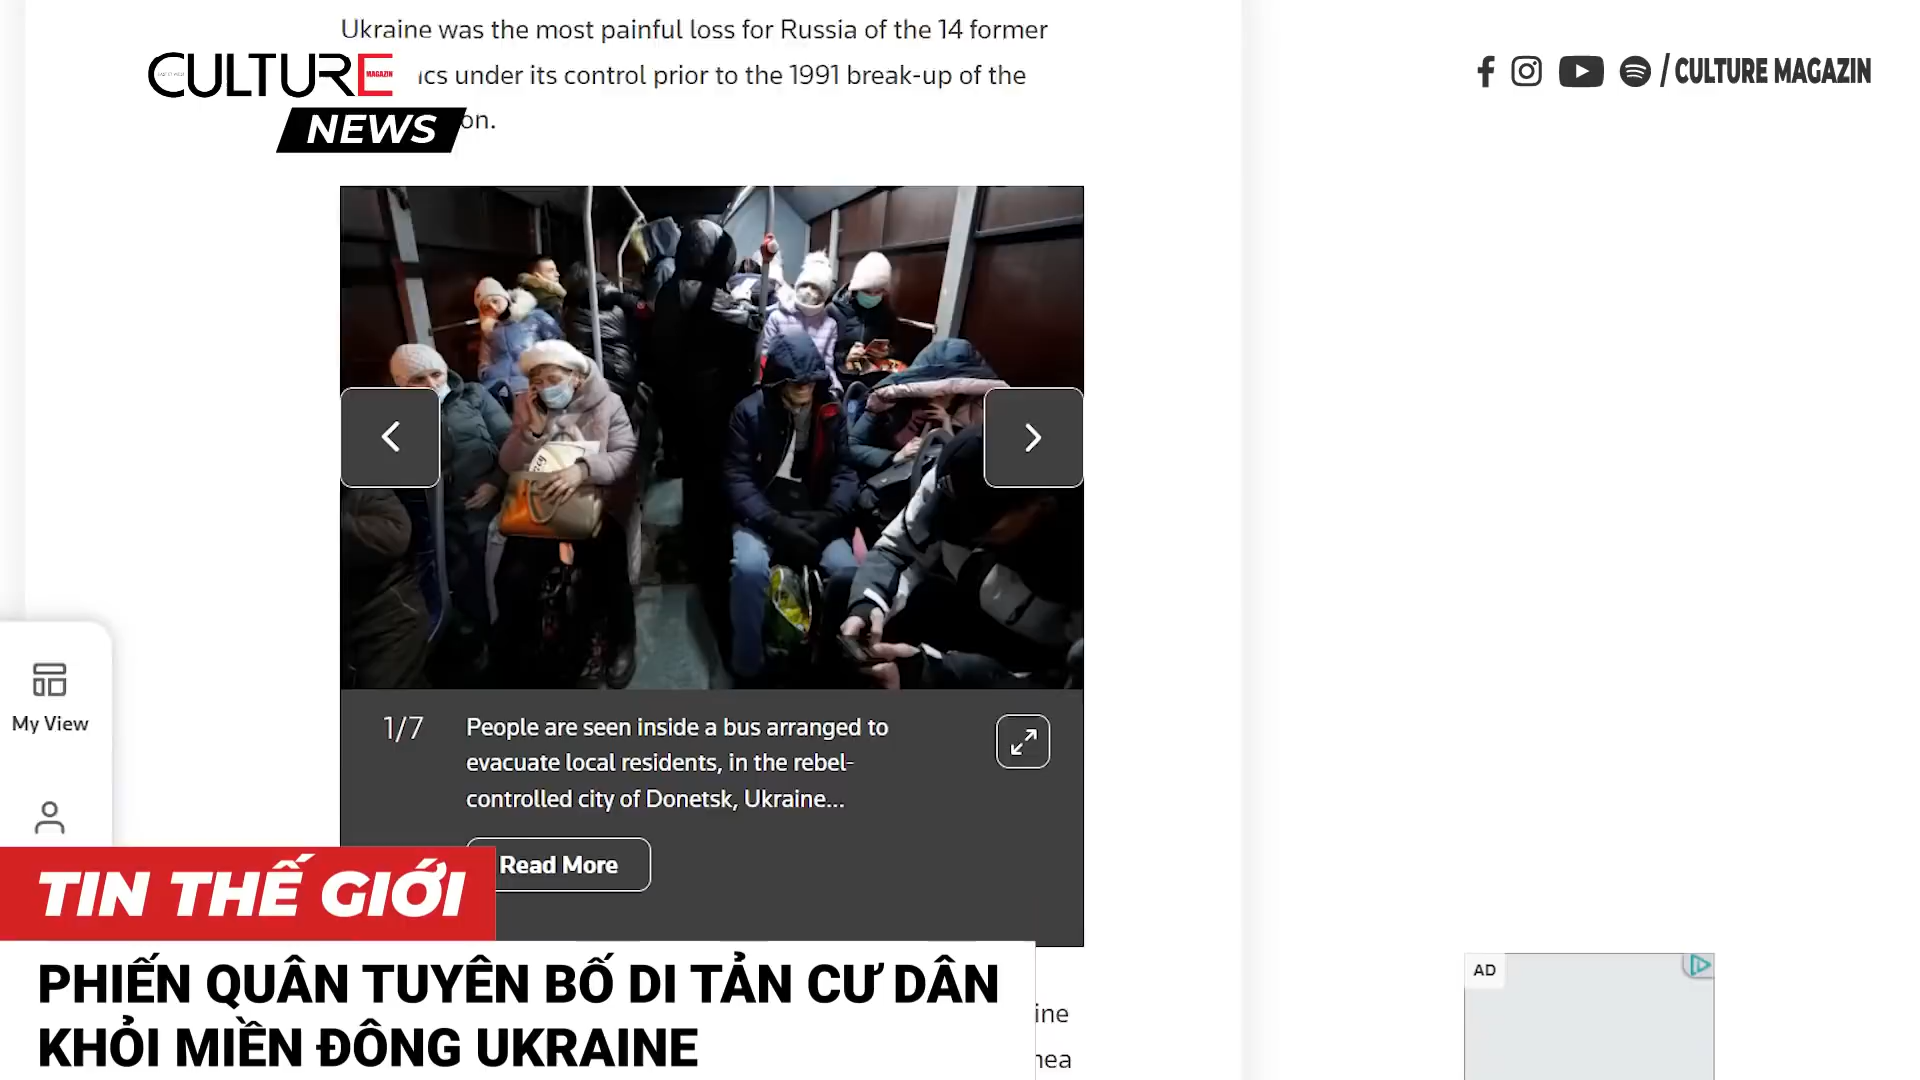 Ukraine was the most painful loss for Russia of the 14 former
ics under its control prior to the 1991 break-up of the
on.
CULTURE
MAGAZIN
NEWS
/ CULTURE MAGAZIN
1/7
People are seen inside a bus arranged to
evacuate local residents, in the rebel-
controlled city of Donetsk, Ukraine...
Read More
My View
TIN THẾ GIỚI
PHIẾN QUÂN TUYÊN BỐ DI TẢN CƯ DÂN
KHỎI MIỀN ĐÔNG UKRAINE
ine
nea
AD